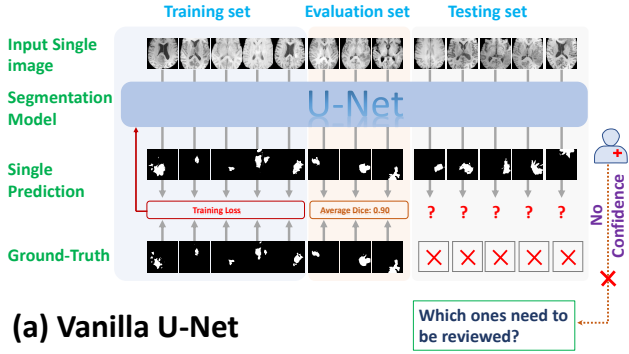 Training set
Evaluation set
Testing set
Input Single
image
Segmentation
Model
U-Net
Single
Prediction
Training Loss
Average Dice: 0.90
? ? ? ? ?
Ground-Truth
No
Confidence
Which ones need to
be reviewed?
(a) Vanilla U-Net